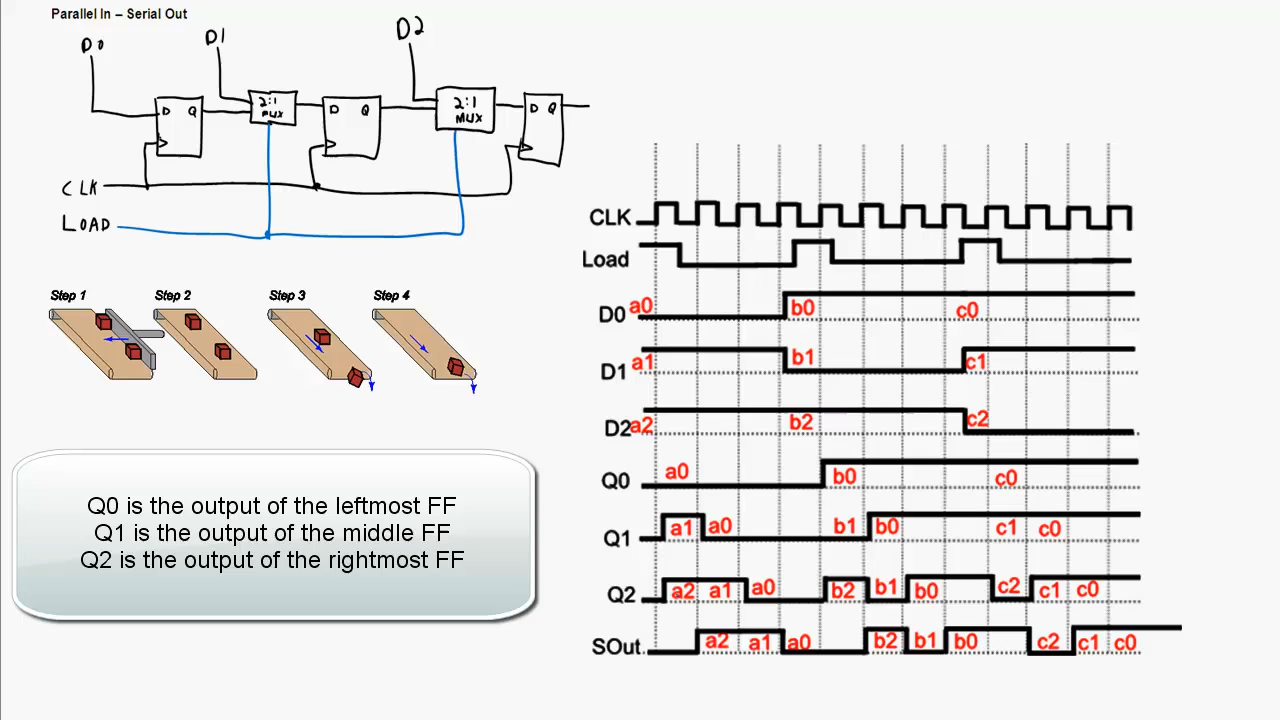 Parallel In – Serial Out
D0
D1
D2
D Q
2:1
MUX
D Q
2:1
MUX
D Q
CLK
LOAD
Step 1
Step 2
Step 3
Step 4
Q0 is the output of the leftmost FF
Q1 is the output of the middle FF
Q2 is the output of the rightmost FF
CLK
Load
D0 a0 b0 c0
D1 a1 b1 c1
D2 a2 b2 c2
Q0 a0 b0 c0
Q1 a1 a0 b1 b0 c1 c0
Q2 a2 a1 a0 b2 b1 b0 c2 c1 c0
SOut a2 a1 a0 b2 b1 b0 c2 c1 c0